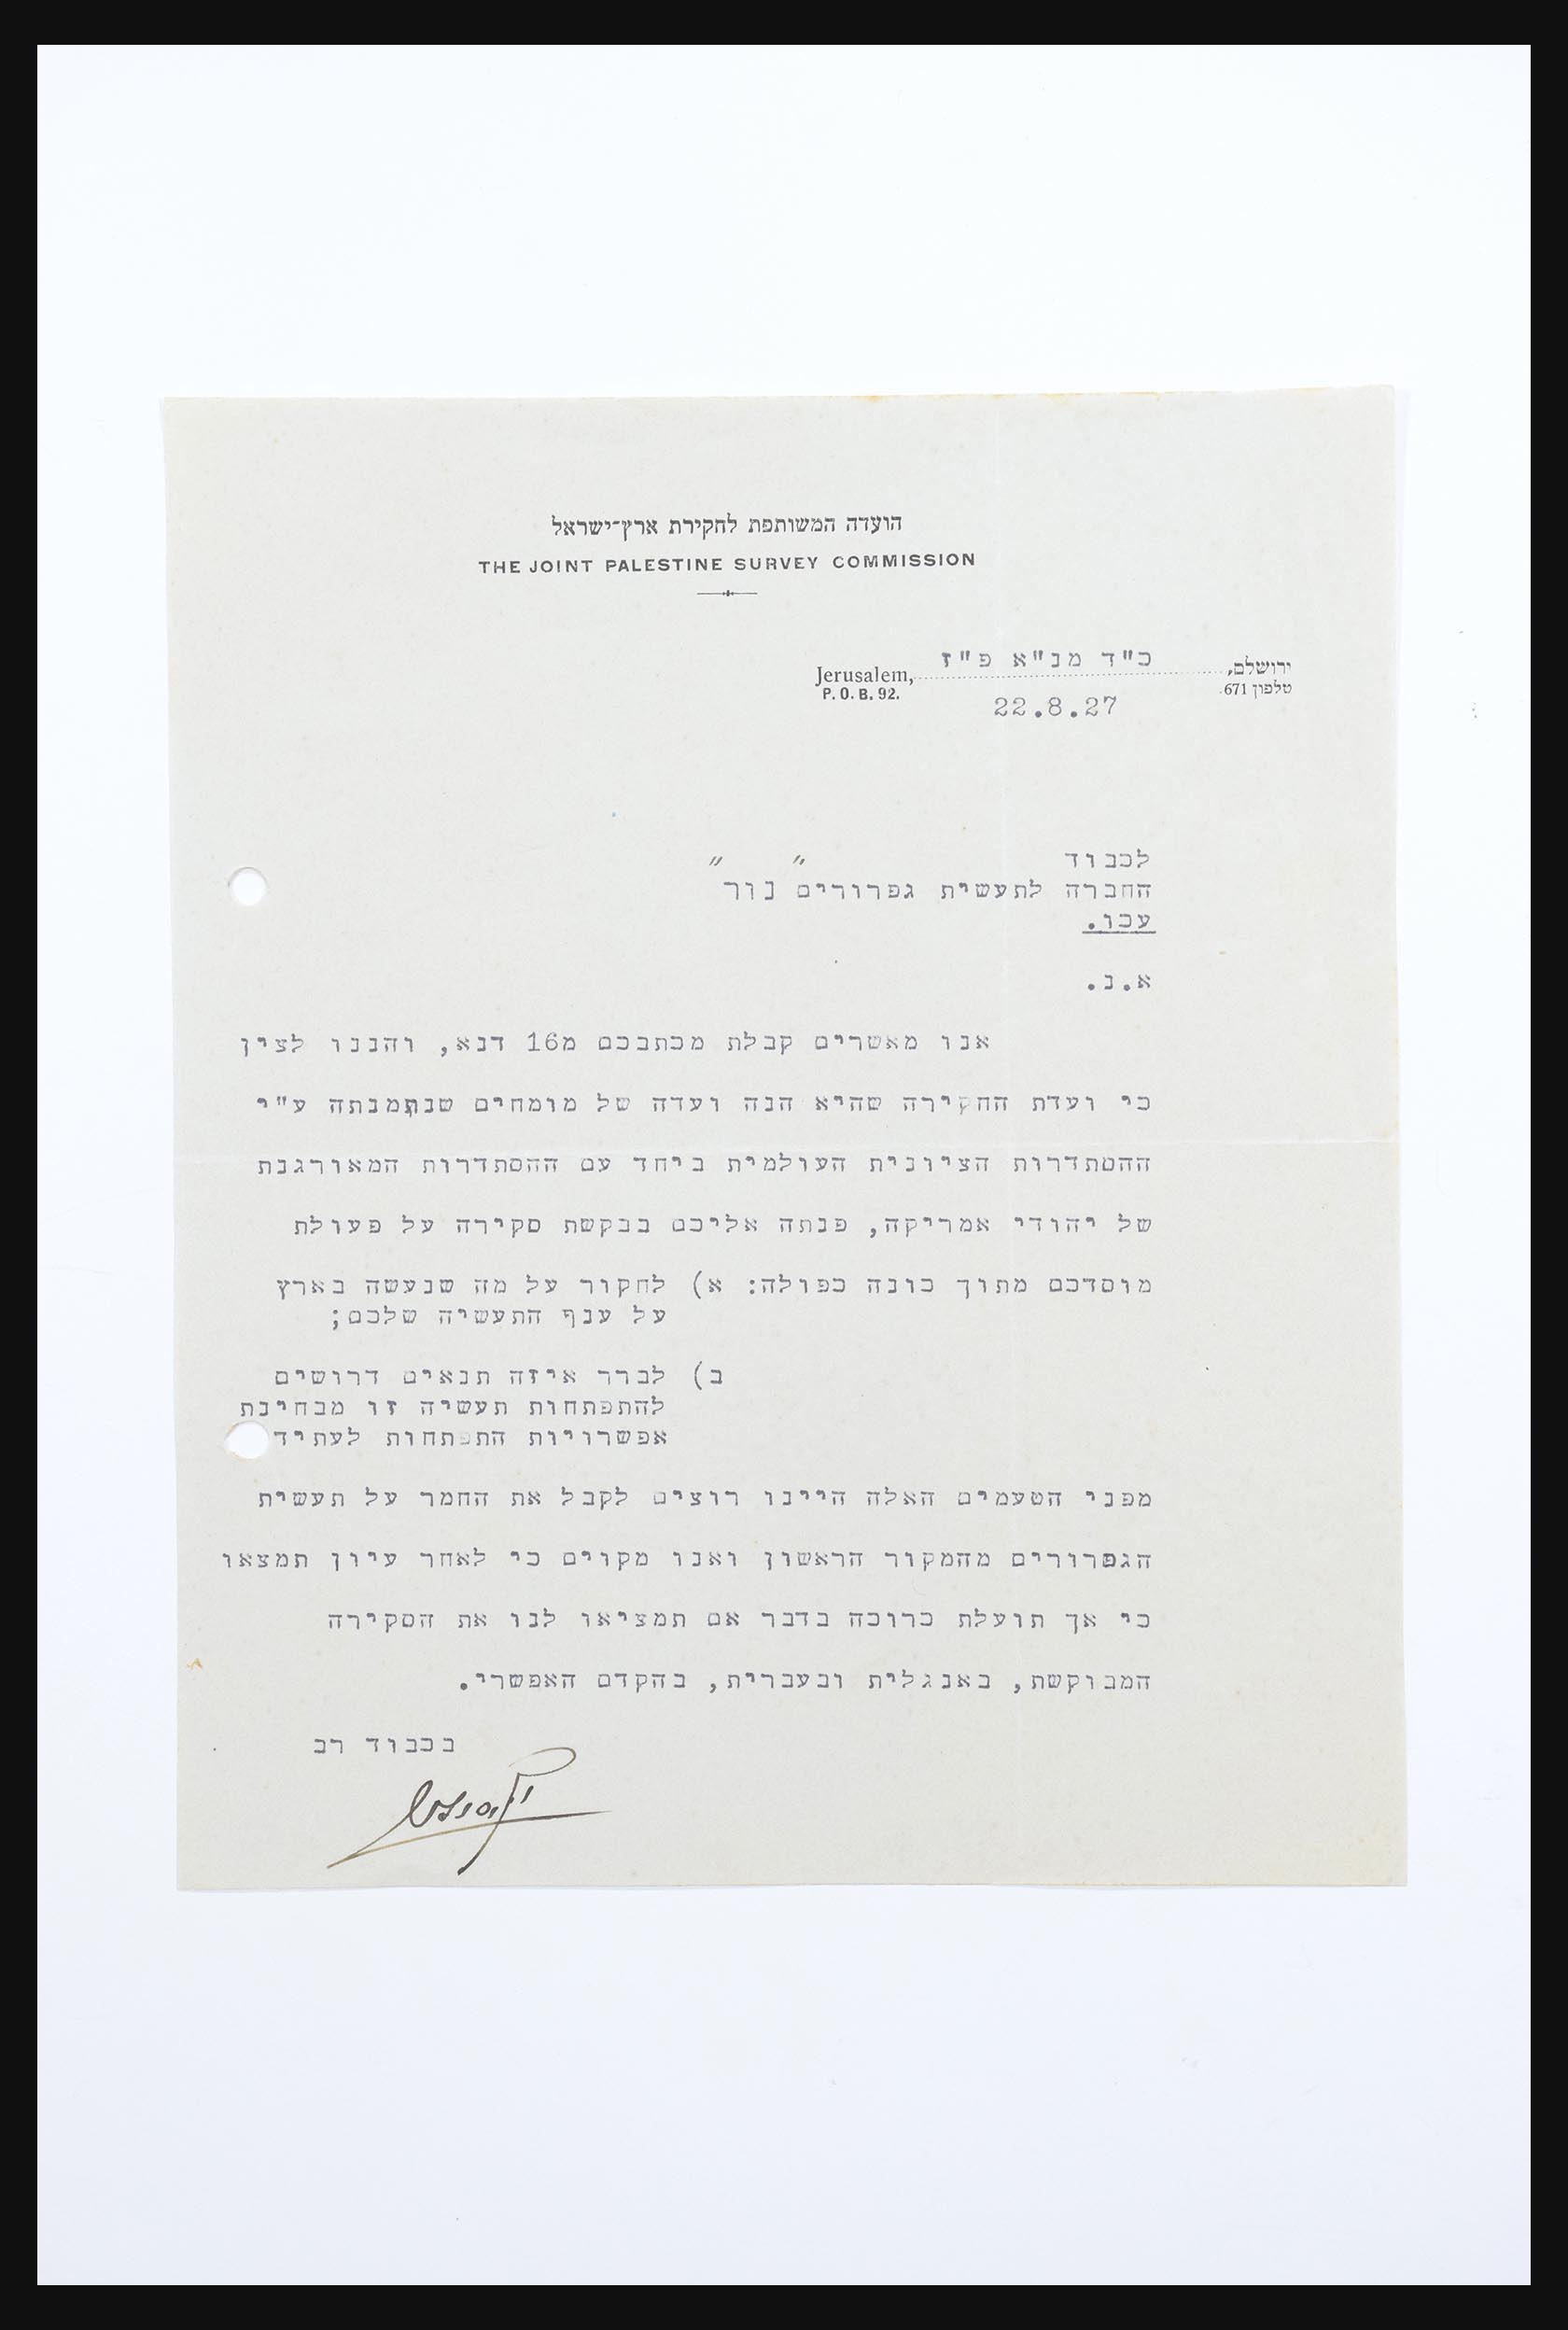 הועדה המשותפת לחקירת ארץ־ישראל
THE JOINT PALESTINE SURVEY COMMISSION
ירושלם, כ"ד מנ"א פ"ז Jerusalem,
טלפון 671 P. O. B. 92.
22.8.27
לכבוד
החברה לתעשית גפרורים "נור"
עכו.
א.נ.
אנו מאשרים קבלת מכתבכם מ16 דנא, והננו לציין
כי ועדת החקירה שהיא הנה ועדה של מומחים שנתמנתה ע"י
ההסתדרות הציונית העולמית ביחד עם ההסתדרות המאורגנת
של יהודי אמריקה, פנתה אליכם בבקשת סקירה על פעולת
מוסדכם מתוך כונה כפולה: א) לחקור על מה שנעשה בארץ
על ענף התעשיה שלכם;
ב) לברר איזה תנאים דרושים
להתפתחות תעשיה זו מבחינת
אפשרויות התפתחות לעתיד
מפני הטעמים האלה היינו רוצים לקבל את החמר על תעשית
הגפרורים מהמקור הראשון ואנו מקוים כי לאחר עיון תמצאו
כי אך תועלת כרוכה בדבר אם תמציאו לנו את הסקירה
המבוקשת, באנגלית ובעברית, בהקדם האפשרי.
בכבוד רב